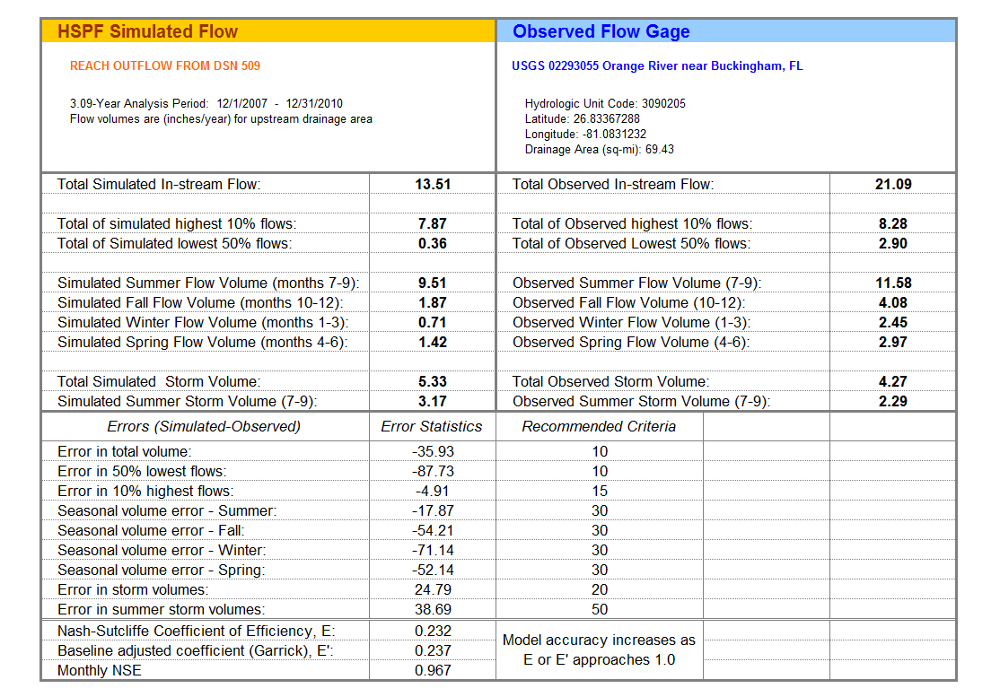 HSPF Simulated Flow Observed Flow Gage
REACH OUTFLOW FROM DSN 509 USGS 02293055 Orange River near Buckingham, FL
3.09-Year Analysis Period: 12/1/2007 - 12/31/2010 Hydrologic Unit Code: 3090205
Flow volumes are (inches/year) for upstream drainage area Latitude: 26.83367288
Longitude: -81.0831232
Drainage Area (sq-mi): 69.43
Total Simulated In-stream Flow: 13.51 Total Observed In-stream Flow: 21.09
Total of simulated highest 10% flows: 7.87 Total of Observed highest 10% flows: 8.28
Total of Simulated lowest 50% flows: 0.36 Total of Observed Lowest 50% flows: 2.90
Simulated Summer Flow Volume (months 7-9): 9.51 Observed Summer Flow Volume (7-9): 11.58
Simulated Fall Flow Volume (months 10-12): 1.87 Observed Fall Flow Volume (10-12): 4.08
Simulated Winter Flow Volume (months 1-3): 0.71 Observed Winter Flow Volume (1-3): 2.45
Simulated Spring Flow Volume (months 4-6): 1.42 Observed Spring Flow Volume (4-6): 2.97
Total Simulated Storm Volume: 5.33 Total Observed Storm Volume: 4.27
Simulated Summer Storm Volume (7-9): 3.17 Observed Summer Storm Volume (7-9): 2.29
Errors (Simulated-Observed) Error Statistics Recommended Criteria
Error in total volume: -35.93 10
Error in 50% lowest flows: -87.73 10
Error in 10% highest flows: -4.91 15
Seasonal volume error - Summer: -17.87 30
Seasonal volume error - Fall: -54.21 30
Seasonal volume error - Winter: -71.14 30
Seasonal volume error - Spring: -52.14 30
Error in storm volumes: 24.79 20
Error in summer storm volumes: 38.69 50
Nash-Sutcliffe Coefficient of Efficiency, E: 0.232 Model accuracy increases as
Baseline adjusted coefficient (Garrick), E': 0.237 E or E' approaches 1.0
Monthly NSE 0.967